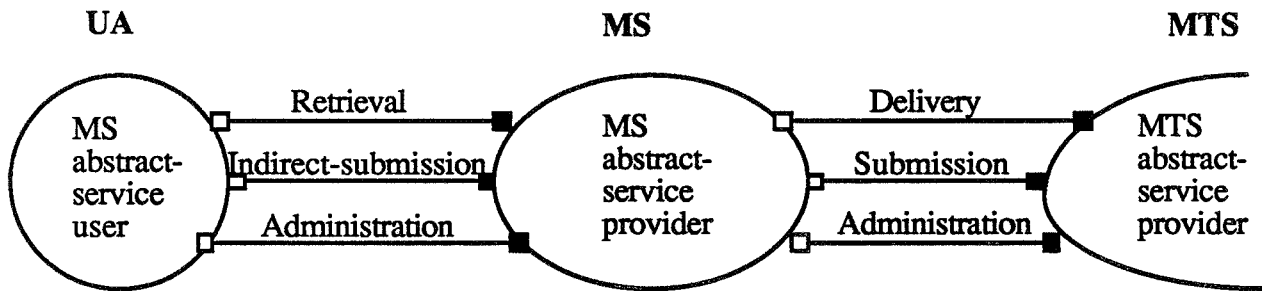 UA MS MTS
Retrieval Delivery
MS
abstract-
service
user
MS
abstract-
service
provider
MTS
abstract-
service
provider
Indirect-submission Submission
Administration Administration